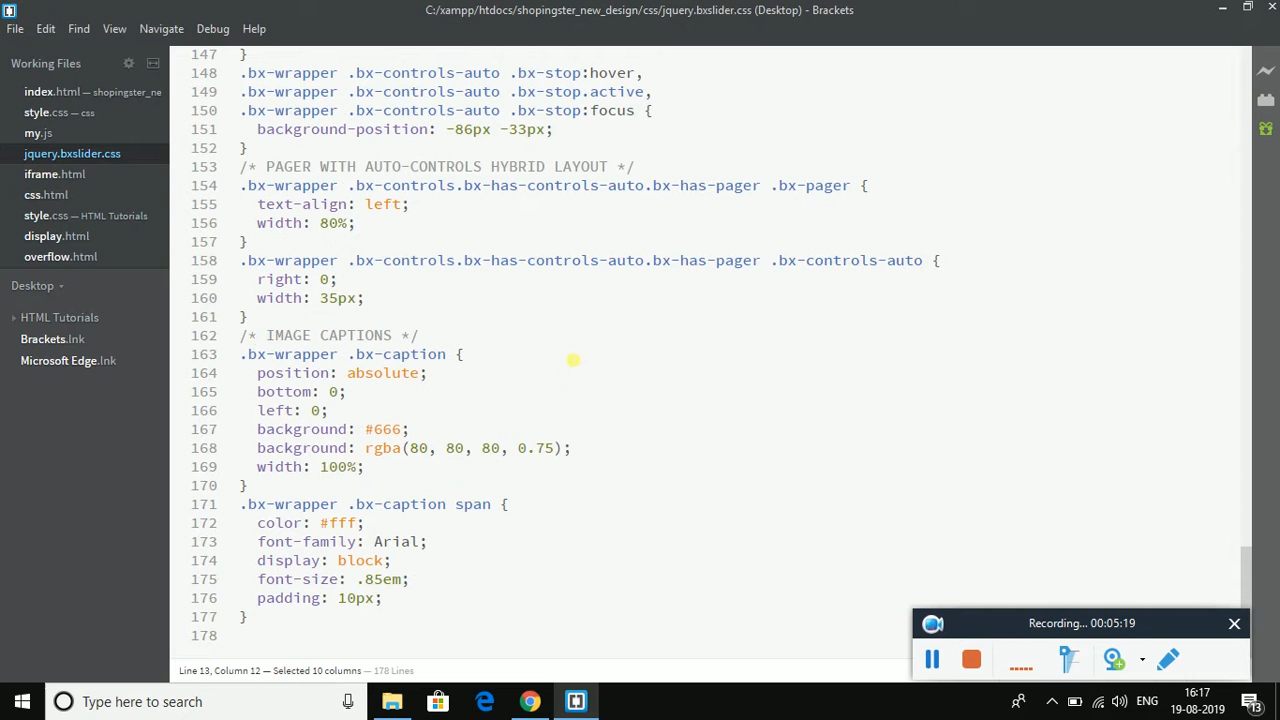 C:/xampp/htdocs/shopingster_new_design/css/jquery.bxslider.css (Desktop) - Brackets
File Edit Find View Navigate Debug Help
Working Files
index.html — shopingster_ne
style.css — css
my.js
jquery.bxslider.css
iframe.html
css.html
style.css — HTML Tutorials
display.html
overflow.html
Desktop
HTML Tutorials
Brackets.lnk
Microsoft Edge.lnk
147 }
148 .bx-wrapper .bx-controls-auto .bx-stop:hover,
149 .bx-wrapper .bx-controls-auto .bx-stop.active,
150 .bx-wrapper .bx-controls-auto .bx-stop:focus {
151 background-position: -86px -33px;
152 }
153 /* PAGER WITH AUTO-CONTROLS HYBRID LAYOUT */
154 .bx-wrapper .bx-controls.bx-has-controls-auto.bx-has-pager .bx-pager {
155 text-align: left;
156 width: 80%;
157 }
158 .bx-wrapper .bx-controls.bx-has-controls-auto.bx-has-pager .bx-controls-auto {
159 right: 0;
160 width: 35px;
161 }
162 /* IMAGE CAPTIONS */
163 .bx-wrapper .bx-caption {
164 position: absolute;
165 bottom: 0;
166 left: 0;
167 background: #666;
168 background: rgba(80, 80, 80, 0.75);
169 width: 100%;
170 }
171 .bx-wrapper .bx-caption span {
172 color: #fff;
173 font-family: Arial;
174 display: block;
175 font-size: .85em;
176 padding: 10px;
177 }
178
Line 13, Column 12 — Selected 10 columns — 178 Lines
Recording... 00:05:19
Type here to search
ENG
16:17
19-08-2019
13